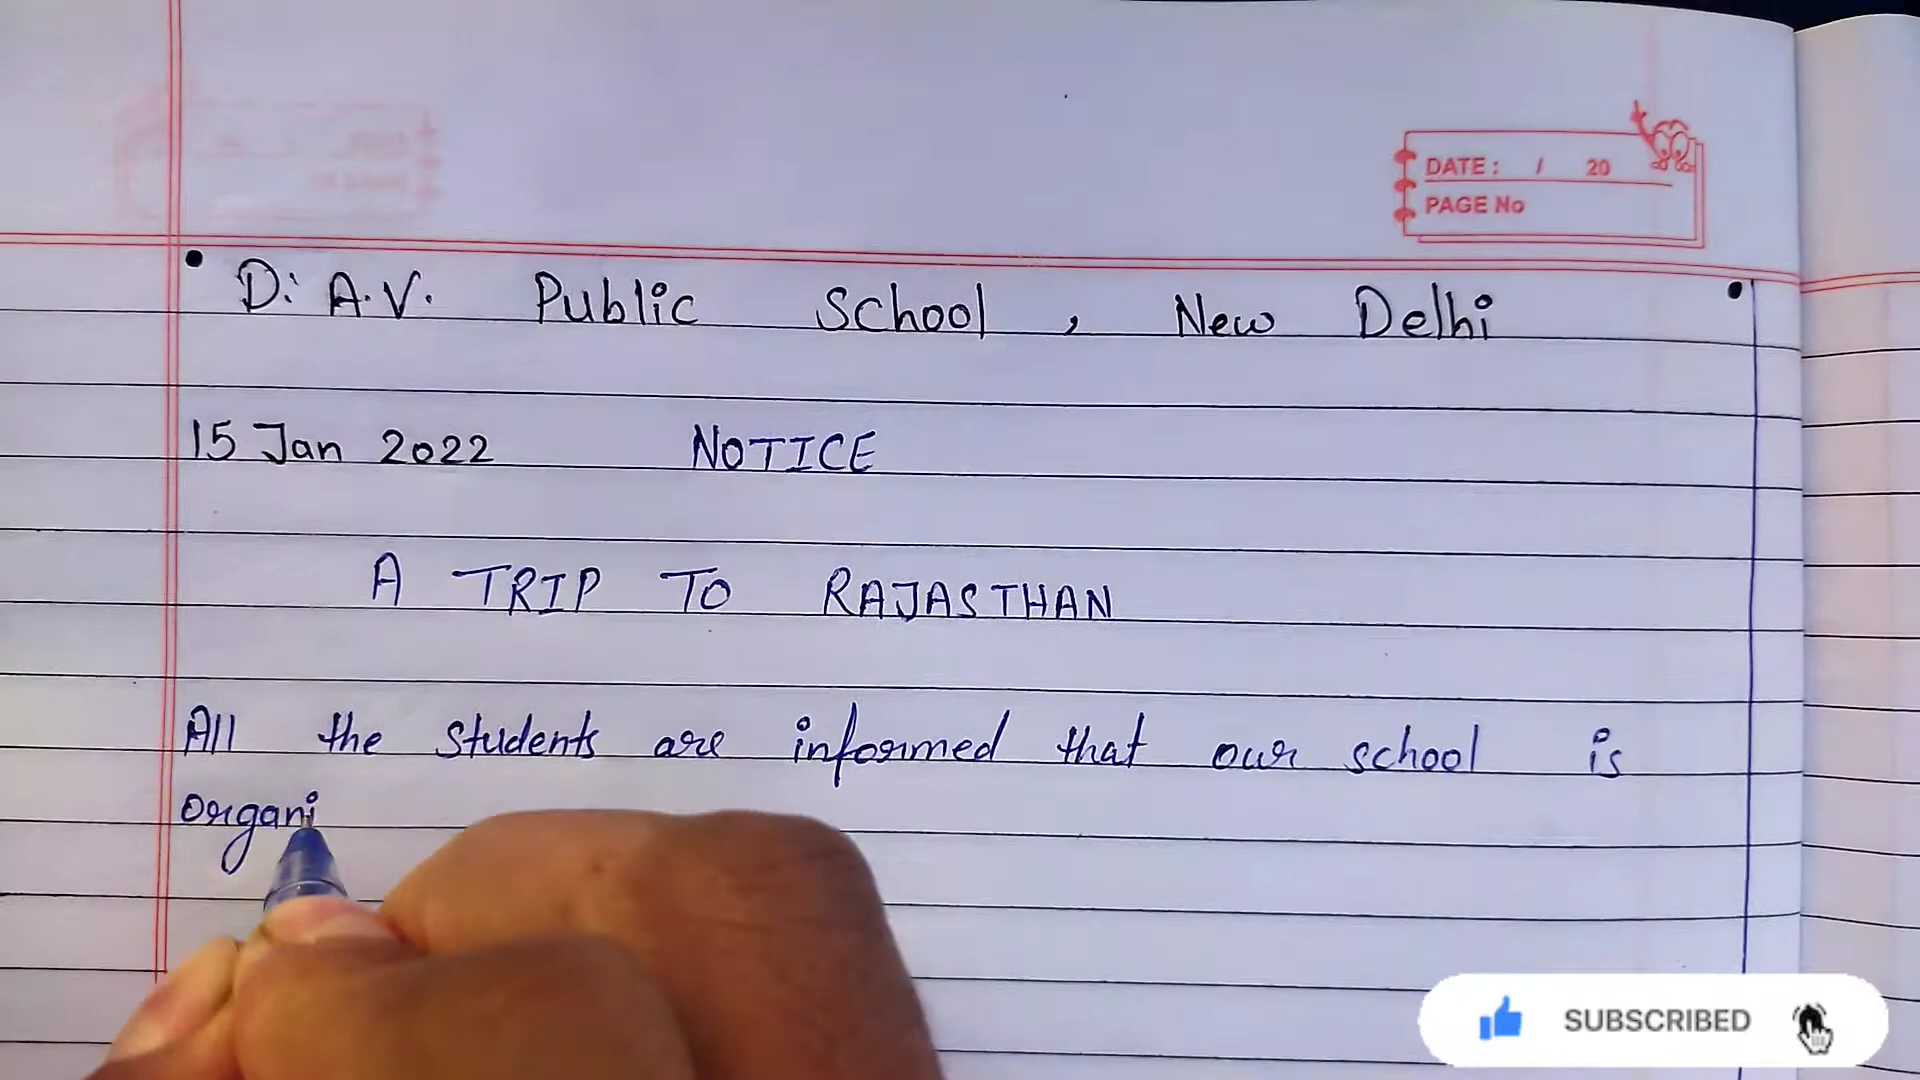 DATE: / 20
PAGE No
D. A.V. Public School, New Delhi
15 Jan 2022 NOTICE
A TRIP TO RAJASTHAN
All the students are informed that our school is
organi
SUBSCRIBED